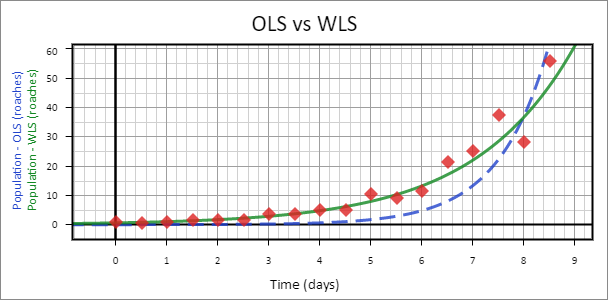 OLS vs WLS
Population - OLS (roaches)
Population - WLS (roaches)
60
50
40
30
20
10
0
0 1 2 3 4 5 6 7 8 9
Time (days)